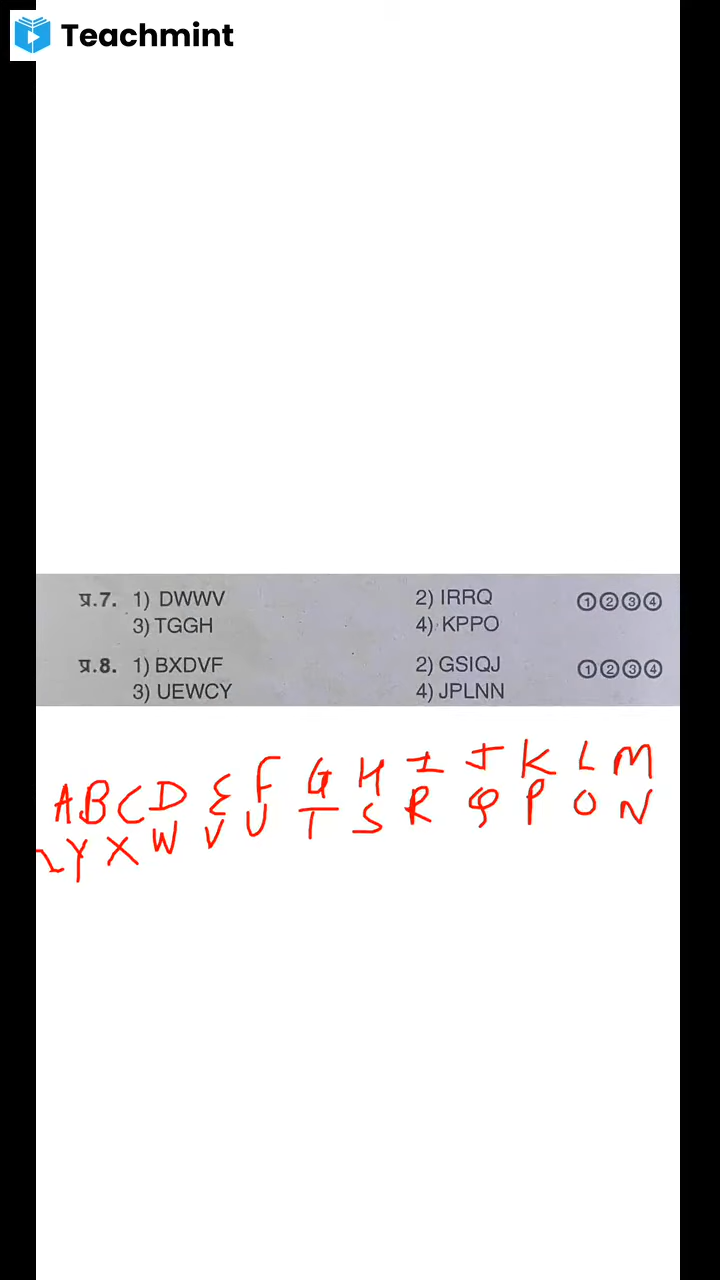 Teachmint
प्र.7. 1) DWWV 2) IRRQ ①②③④
3) TGGH 4) KPPO
प्र.8. 1) BXDVF 2) GSIQJ ①②③④
3) UEWCY 4) JPLNN
A B C D E F G H I J K L M
Z Y X W V U T S R Q P O N